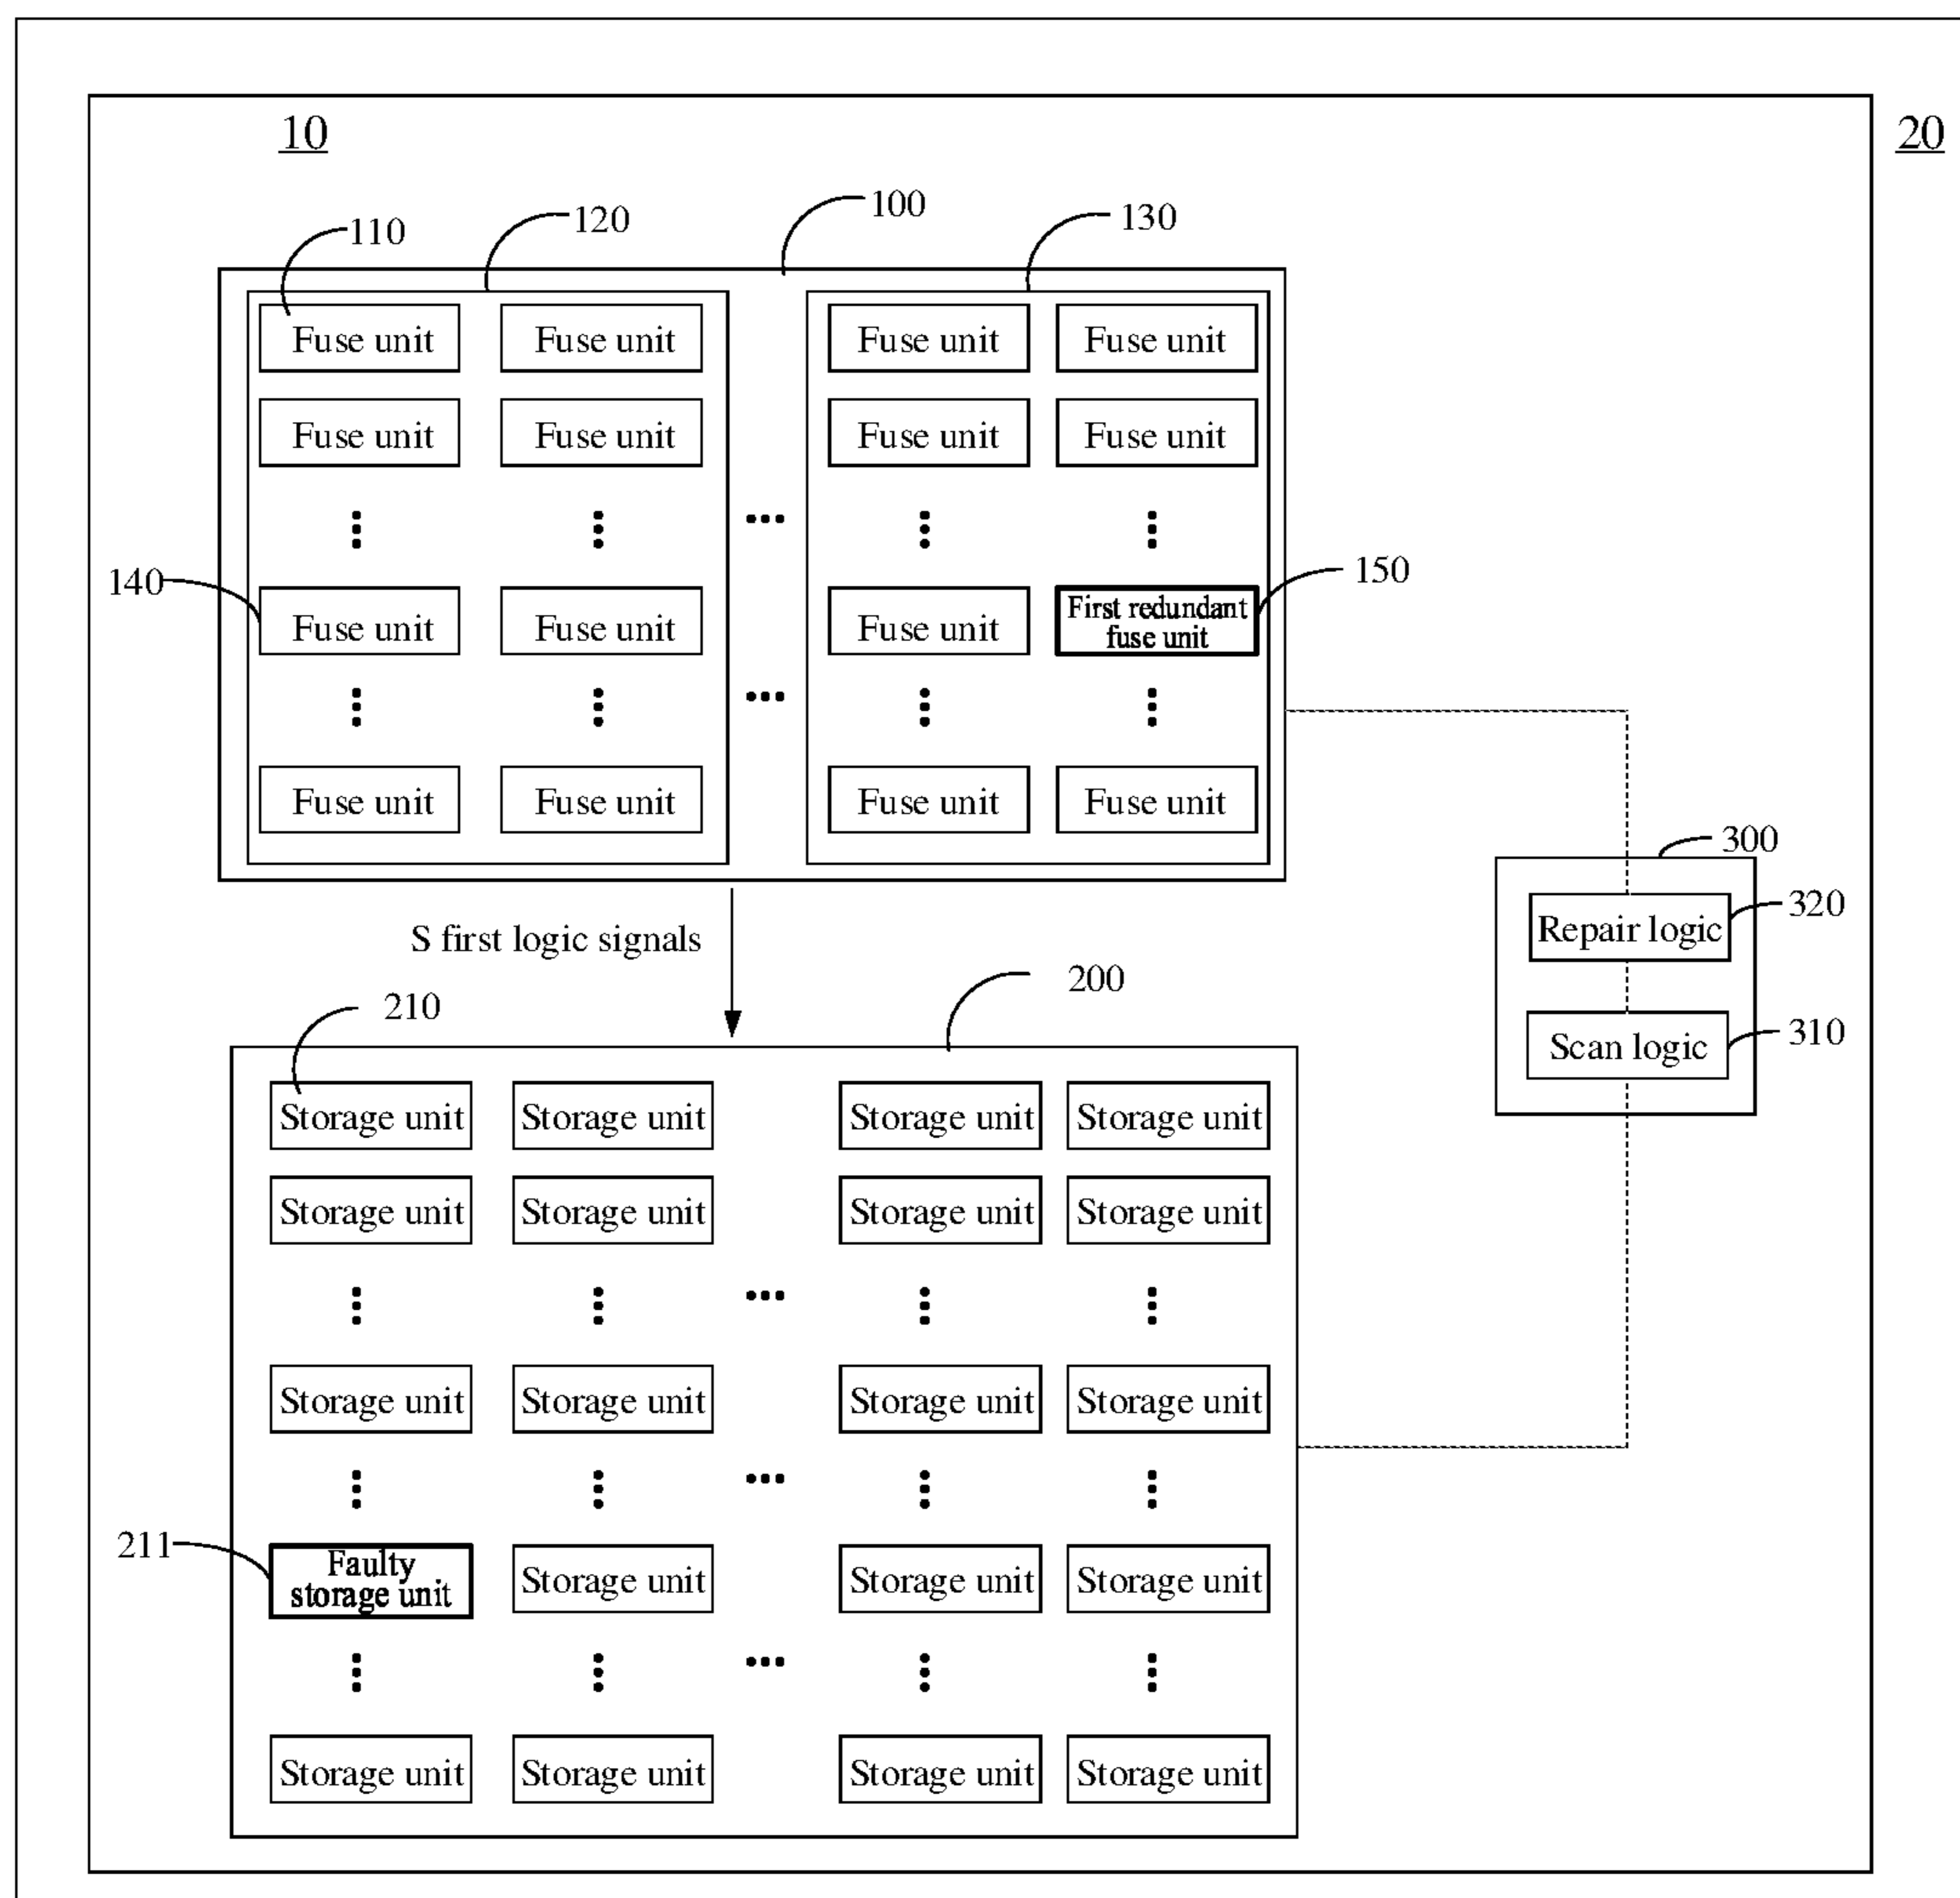 10
20
100
110
120
130
Fuse unit Fuse unit Fuse unit Fuse unit
Fuse unit Fuse unit Fuse unit Fuse unit
140
150
Fuse unit Fuse unit Fuse unit First redundant
fuse unit
Fuse unit Fuse unit Fuse unit Fuse unit
300
320
Repair logic
S first logic signals
200
210
310
Scan logic
Storage unit Storage unit Storage unit Storage unit
Storage unit Storage unit Storage unit Storage unit
Storage unit Storage unit Storage unit Storage unit
211
Faulty
storage unit
Storage unit Storage unit Storage unit
Storage unit Storage unit Storage unit Storage unit